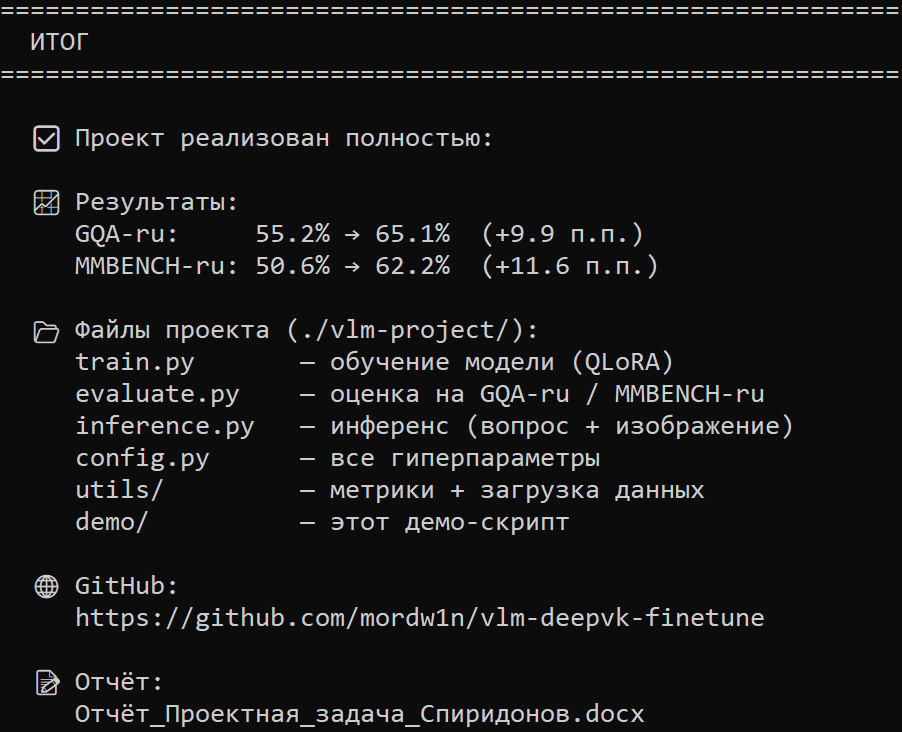 ============================================================
ИТОГ
============================================================
Проект реализован полностью:
Результаты:
GQA-ru:     55.2% → 65.1%  (+9.9 п.п.)
MMBENCH-ru: 50.6% → 62.2%  (+11.6 п.п.)
Файлы проекта (./vlm-project/):
train.py       — обучение модели (QLoRA)
evaluate.py    — оценка на GQA-ru / MMBENCH-ru
inference.py   — инференс (вопрос + изображение)
config.py      — все гиперпараметры
utils/         — метрики + загрузка данных
demo/          — этот демо-скрипт
GitHub:
https://github.com/mordw1n/vlm-deepvk-finetune
Отчёт:
Отчёт_Проектная_задача_Спиридонов.docx